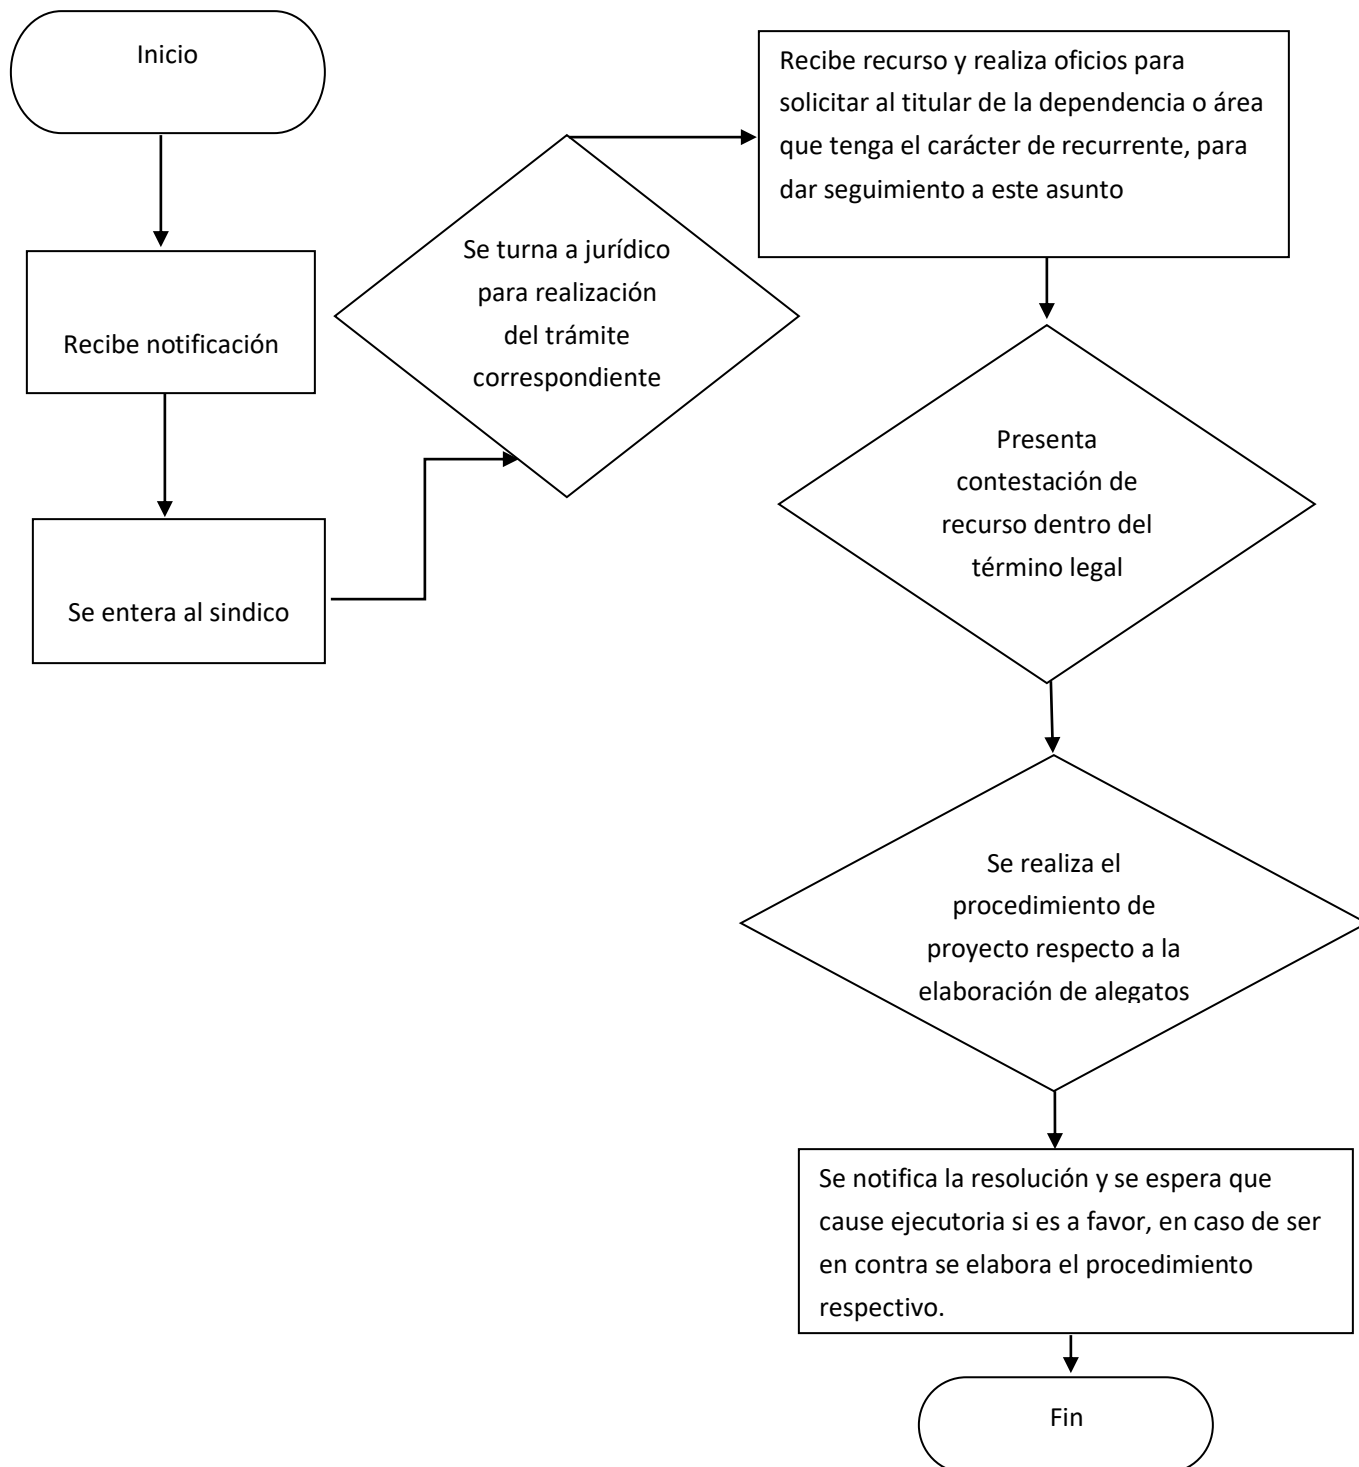 Inicio
Recibe notificación
Se entera al sindico
Se turna a jurídico
para realización
del trámite
correspondiente
Recibe recurso y realiza oficios para
solicitar al titular de la dependencia o área
que tenga el carácter de recurrente, para
dar seguimiento a este asunto
Presenta
contestación de
recurso dentro del
término legal
Se realiza el
procedimiento de
proyecto respecto a la
elaboración de alegatos
Se notifica la resolución y se espera que
cause ejecutoria si es a favor, en caso de ser
en contra se elabora el procedimiento
respectivo.
Fin